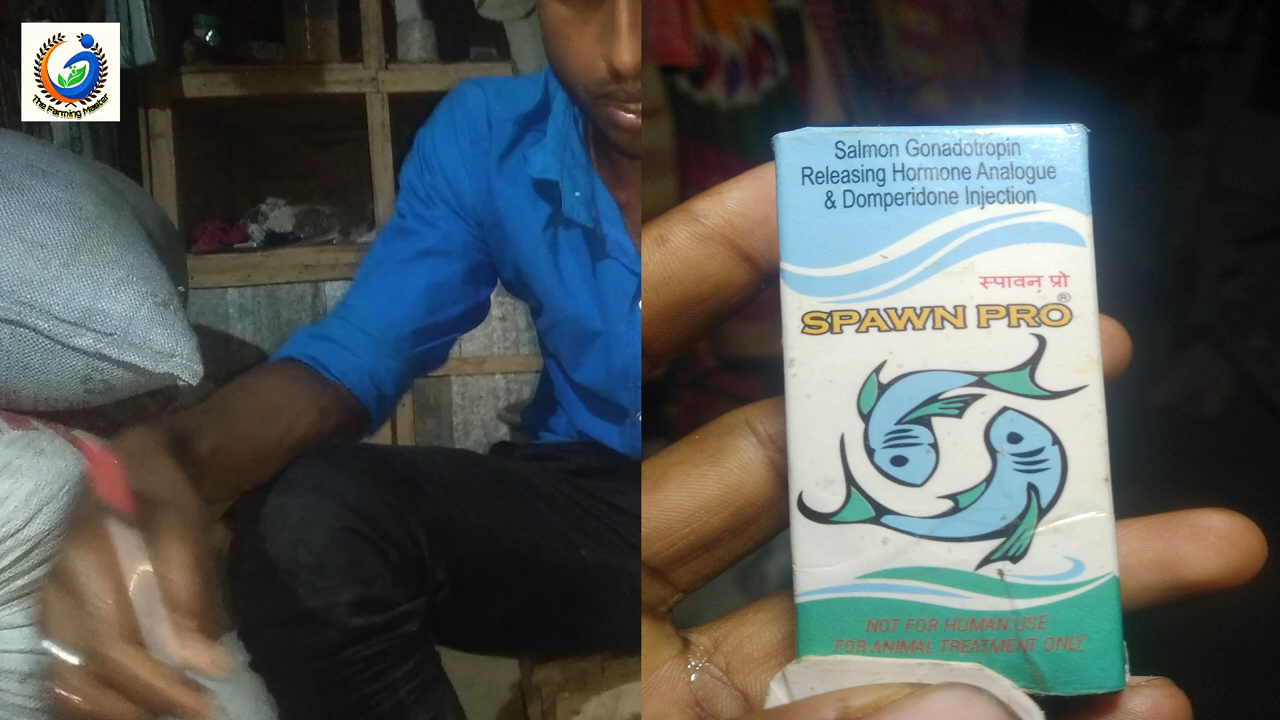 The Farming Master
Salmon Gonadotropin
Releasing Hormone Analogue
& Domperidone Injection
स्पावन प्रो
SPAWN PRO®
NOT FOR HUMAN USE
FOR ANIMAL TREATMENT ONLY